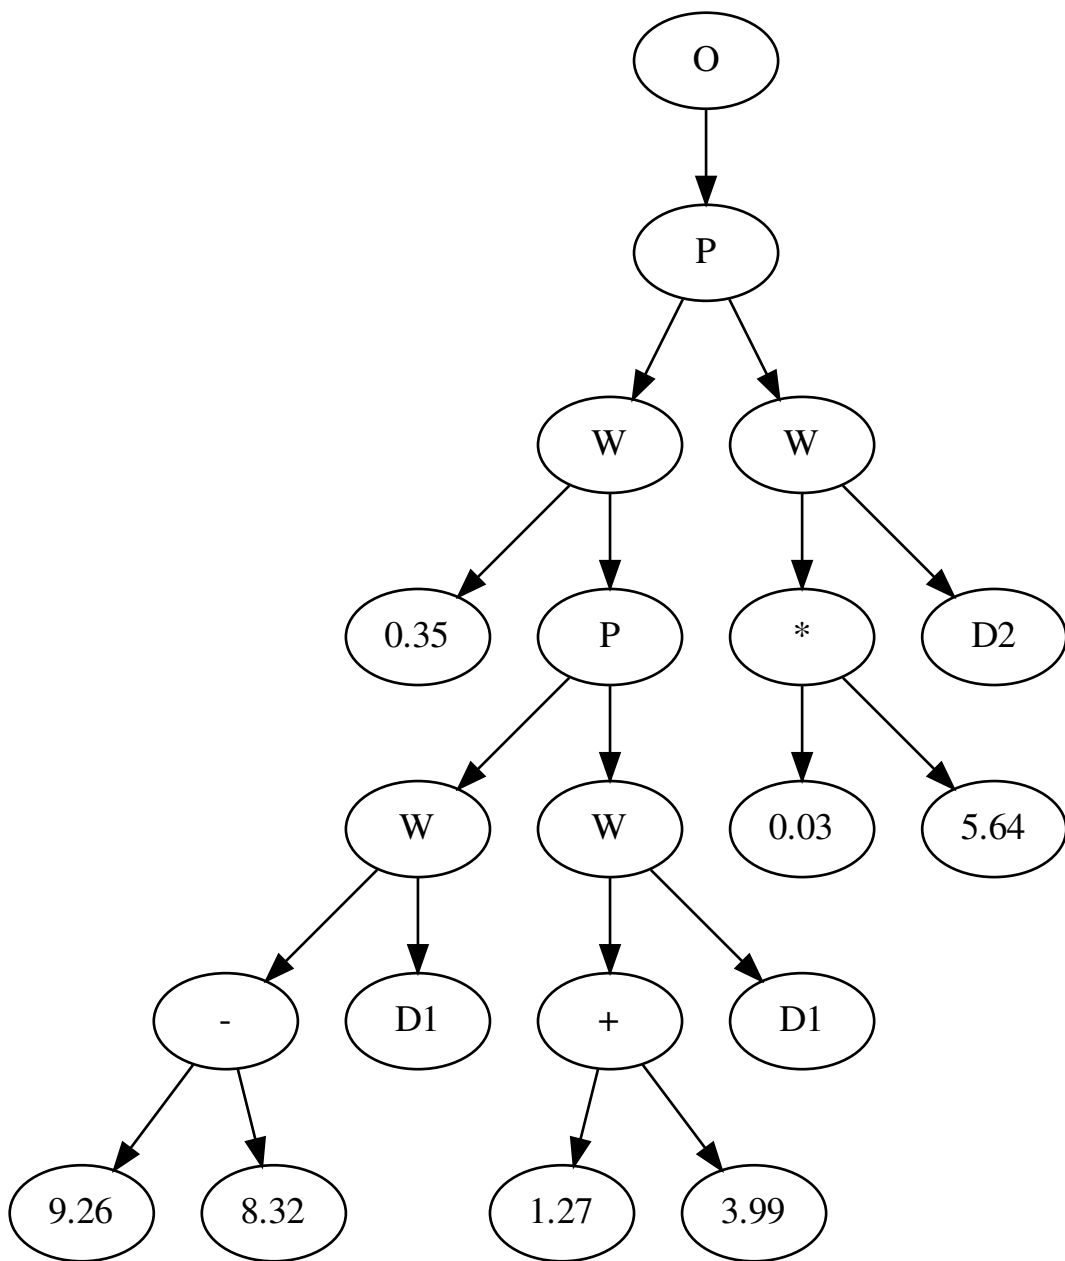 O
P
W W
0.35 P * D2
W W 0.03 5.64
- D1 + D1
9.26 8.32 1.27 3.99